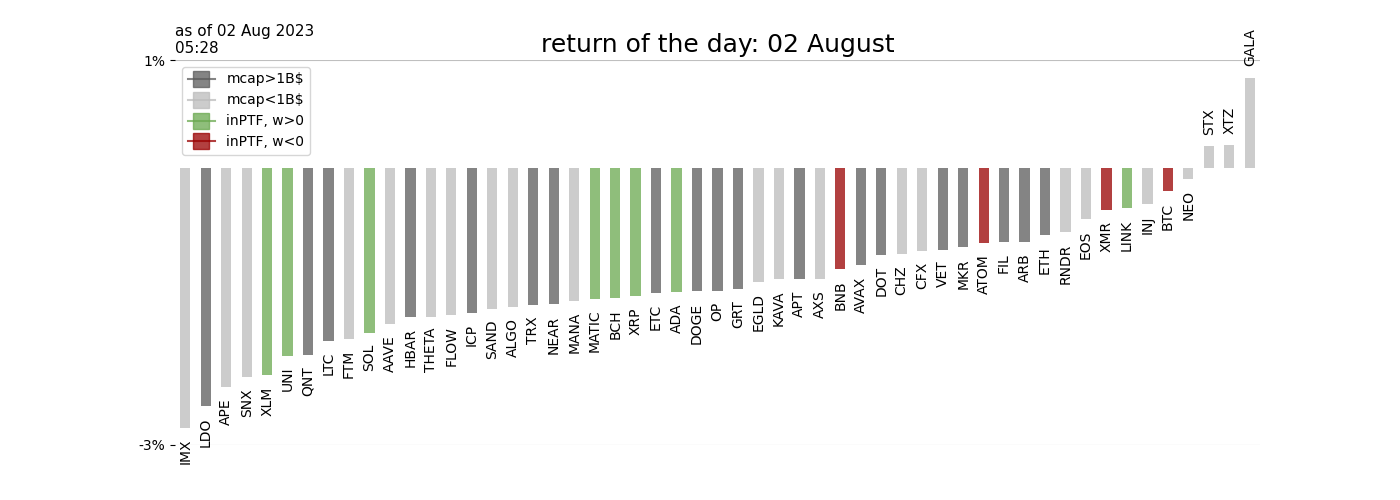 as of 02 Aug 2023
05:28
return of the day: 02 August
1%
mcap>1B$
mcap<1B$
inPTF, w>0
inPTF, w<0
-3%
IMX
LDO
APE
SNX
XLM
UNI
QNT
LTC
FTM
SOL
AAVE
HBAR
THETA
FLOW
ICP
SAND
ALGO
TRX
NEAR
MANA
MATIC
BCH
XRP
ETC
ADA
DOGE
OP
GRT
EGLD
KAVA
APT
AXS
BNB
AVAX
DOT
CHZ
CFX
VET
MKR
ATOM
FIL
ARB
ETH
RNDR
EOS
XMR
LINK
INJ
BTC
NEO
STX
XTZ
GALA